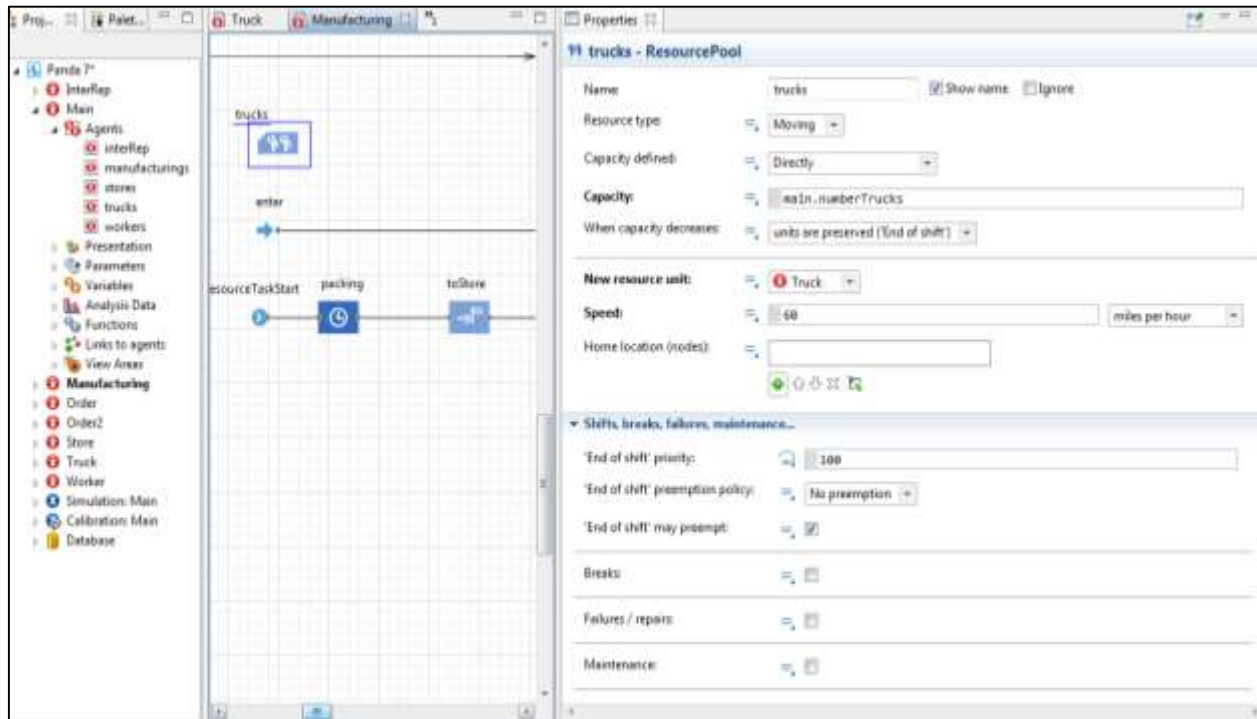 Proj...
Palet...
Truck
Manufacturing
Properties
Panda 7*
InterRep
Main
Agents
interRep
manufacturings
stores
trucks
workers
Presentation
Parameters
Variables
Analysis Data
Functions
Links to agents
View Areas
Manufacturing
Order
Order2
Store
Truck
Worker
Simulation: Main
Calibration: Main
Database
trucks
enter
esourceTaskStart
packing
toStore
trucks - ResourcePool
Name: trucks Show name Ignore
Resource type: Moving
Capacity defined: Directly
Capacity: main.numberTrucks
When capacity decreases: units are preserved ('End of shift')
New resource unit: Truck
Speed: 60 miles per hour
Home location (nodes):
Shifts, breaks, failures, maintenance...
'End of shift' priority: 100
'End of shift' preemption policy: No preemption
'End of shift' may preempt:
Breaks:
Failures / repairs:
Maintenance: